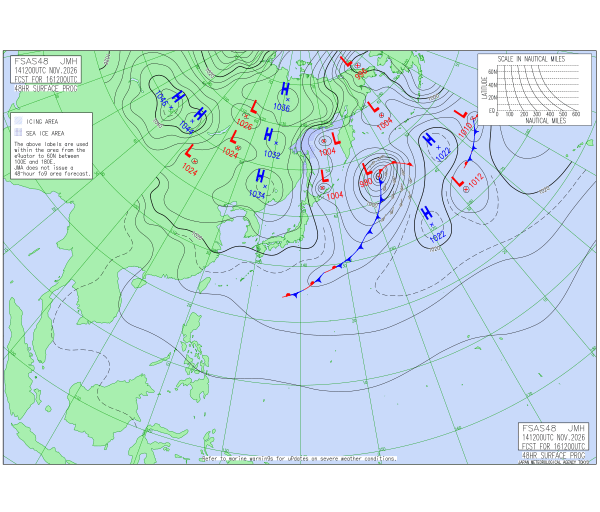 FSAS48 JMH
141200UTC NOV.2026
FCST FOR 161200UTC
48HR SURFACE PROG
ICING AREA
SEA ICE AREA
The above labels are used
within the area from the
eQuator to 60N between
100E and 180E.
JMA does not issue a
48-hour foG area forecast.
SCALE IN NAUTICAL MILES
LATITUDE
60N
40N
20N
EQ
0 100 200 300 400 500 600
NAUTICAL MILES
H
1046
H
1048
H
1036
L
1026
H
1032
L
1024
L
1024
H
1034
L
L
1004
L
1004
L
1004
L
980
L
1010
H
1022
L
1012
H
1022
FSAS48 JMH
141200UTC NOV.2026
FCST FOR 161200UTC
48HR SURFACE PROG
JAPAN METEOROLOGICAL AGENCY TOKYO
Refer to marine warnings for updates on severe weather conditions.